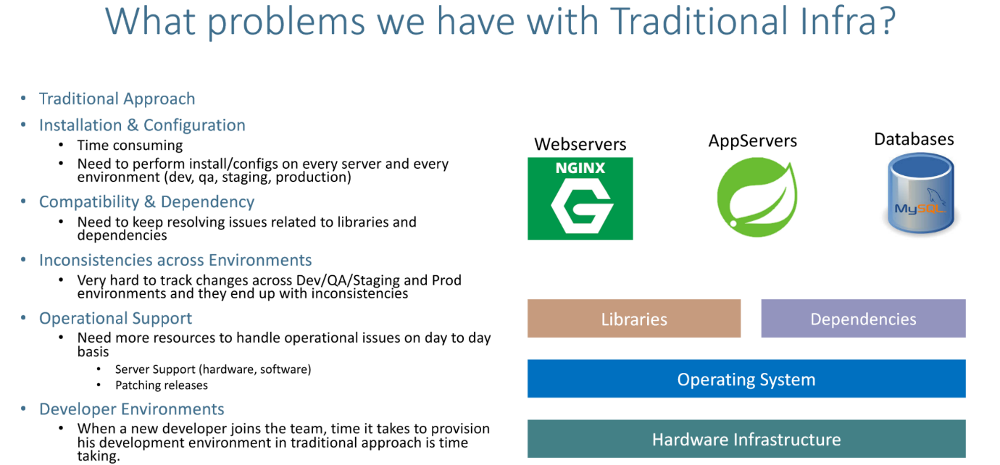 What problems we have with Traditional Infra?
• Traditional Approach
• Installation & Configuration
• Time consuming
• Need to perform install/configs on every server and every
environment (dev, qa, staging, production)
• Compatibility & Dependency
• Need to keep resolving issues related to libraries and
dependencies
• Inconsistencies across Environments
• Very hard to track changes across Dev/QA/Staging and Prod
environments and they end up with inconsistencies
• Operational Support
• Need more resources to handle operational issues on day to day
basis
• Server Support (hardware, software)
• Patching releases
• Developer Environments
• When a new developer joins the team, time it takes to provision
his development environment in traditional approach is time
taking.
Webservers
NGINX
AppServers
Databases
MySQL
Libraries
Dependencies
Operating System
Hardware Infrastructure